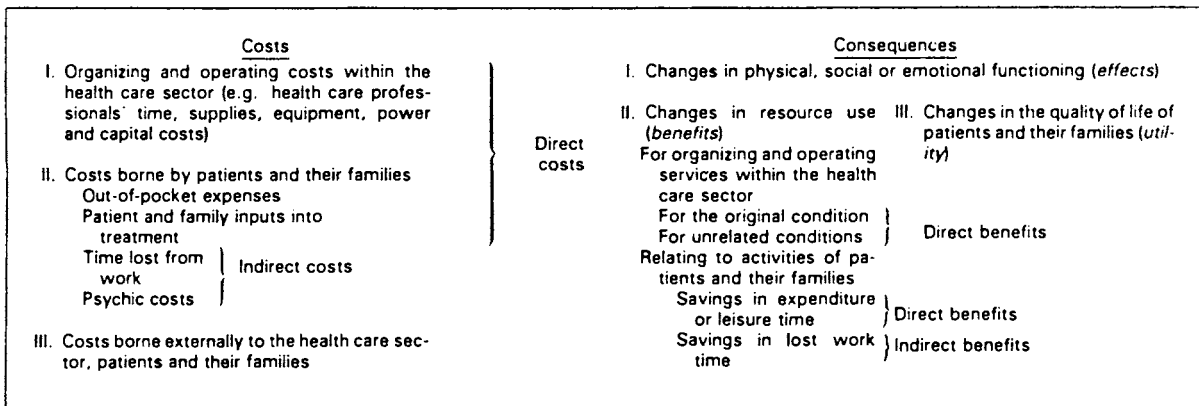 Costs
I. Organizing and operating costs within the
health care sector (e.g. health care profes-
sionals' time, supplies, equipment, power
and capital costs)
II. Costs borne by patients and their families
Out-of-pocket expenses
Patient and family inputs into
treatment
Time lost from
work
Psychic costs
Indirect costs
III. Costs borne externally to the health care sec-
tor, patients and their families
Direct
costs
Consequences
I. Changes in physical, social or emotional functioning (effects)
II. Changes in resource use
(benefits)
For organizing and operating
services within the health
care sector
For the original condition
For unrelated conditions
Direct benefits
Relating to activities of pa-
tients and their families
Savings in expenditure
or leisure time
Direct benefits
Savings in lost work
time
Indirect benefits
III. Changes in the quality of life of
patients and their families (util-
ity)